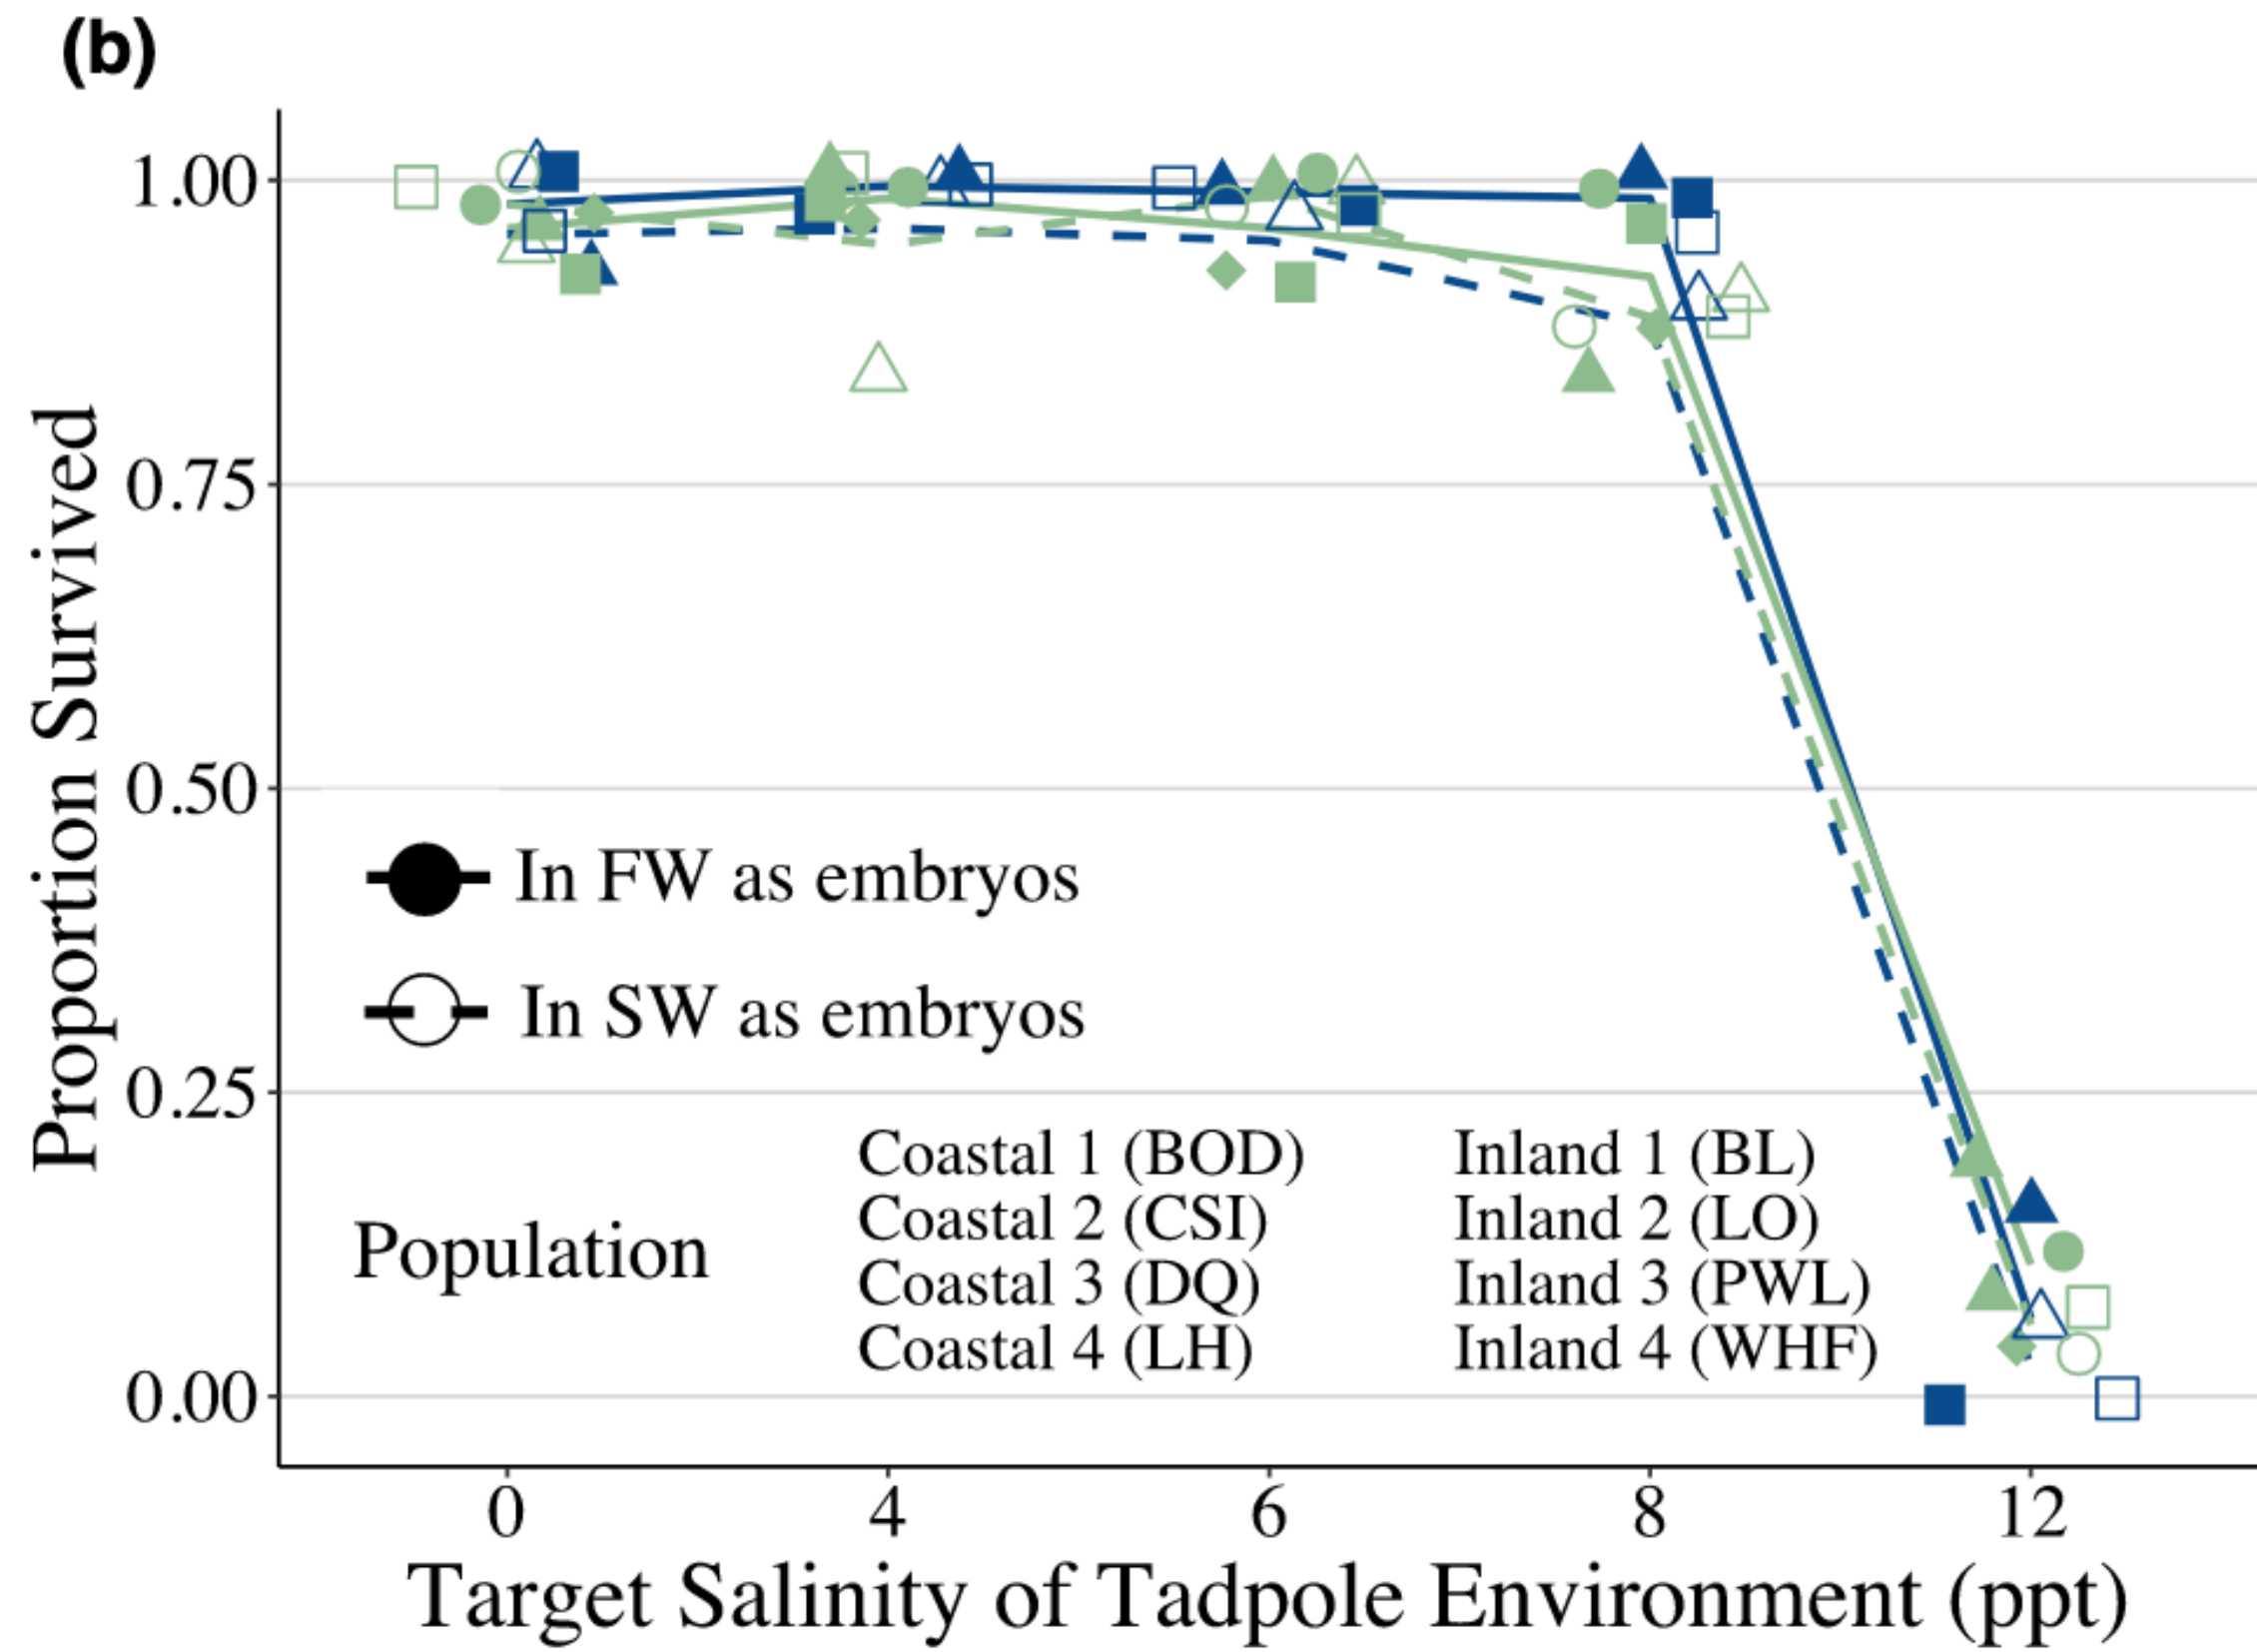 (b)
Proportion Survived
1.00
0.75
0.50
0.25
0.00
In FW as embryos
In SW as embryos
Population
Coastal 1 (BOD)
Coastal 2 (CSI)
Coastal 3 (DQ)
Coastal 4 (LH)
Inland 1 (BL)
Inland 2 (LO)
Inland 3 (PWL)
Inland 4 (WHF)
0 4 6 8 12
Target Salinity of Tadpole Environment (ppt)